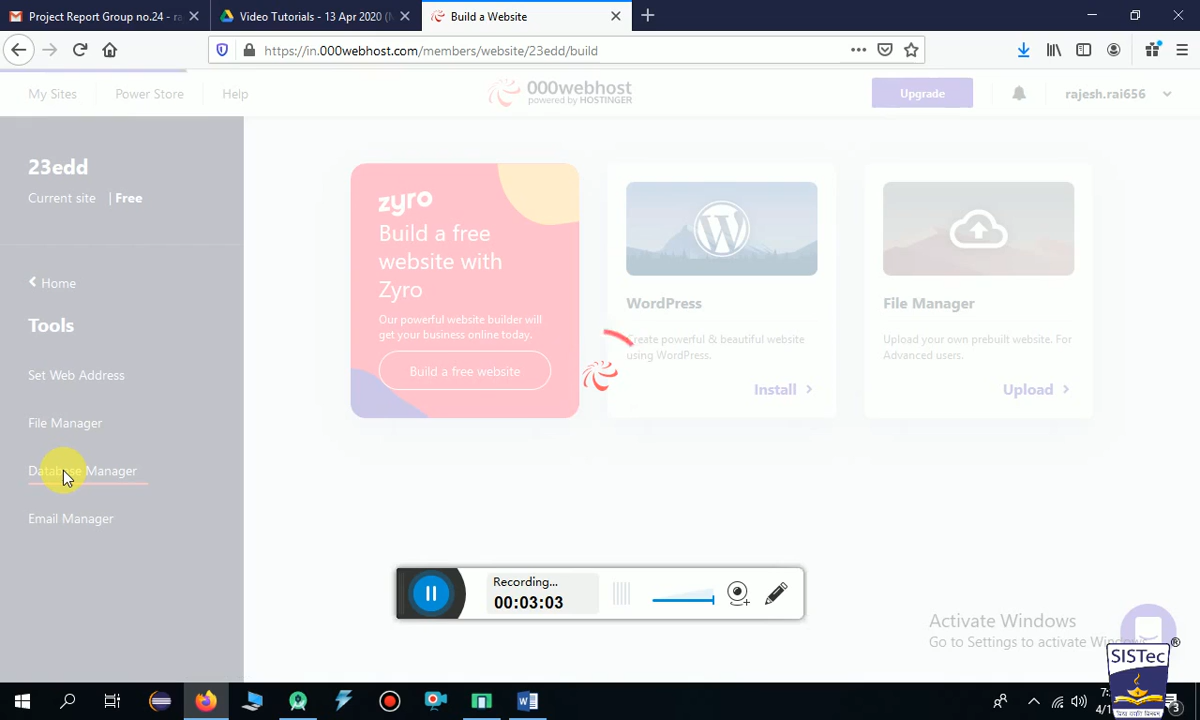 Project Report Group no.24 - ra
Video Tutorials - 13 Apr 2020 (M
Build a Website
https://in.000webhost.com/members/website/23edd/build
My Sites
Power Store
Help
000webhost
powered by HOSTINGER
Upgrade
rajesh.rai656
23edd
Current site | Free
Home
Tools
Set Web Address
File Manager
Database Manager
Email Manager
zyro
Build a free
website with
Zyro
Our powerful website builder will
get your business online today.
Build a free website
WordPress
Create powerful & beautiful website
using WordPress.
Install
File Manager
Upload your own prebuilt website. For
Advanced users.
Upload
Recording...
00:03:03
Activate Windows
Go to Settings to activate Windows.
SISTec
®
3